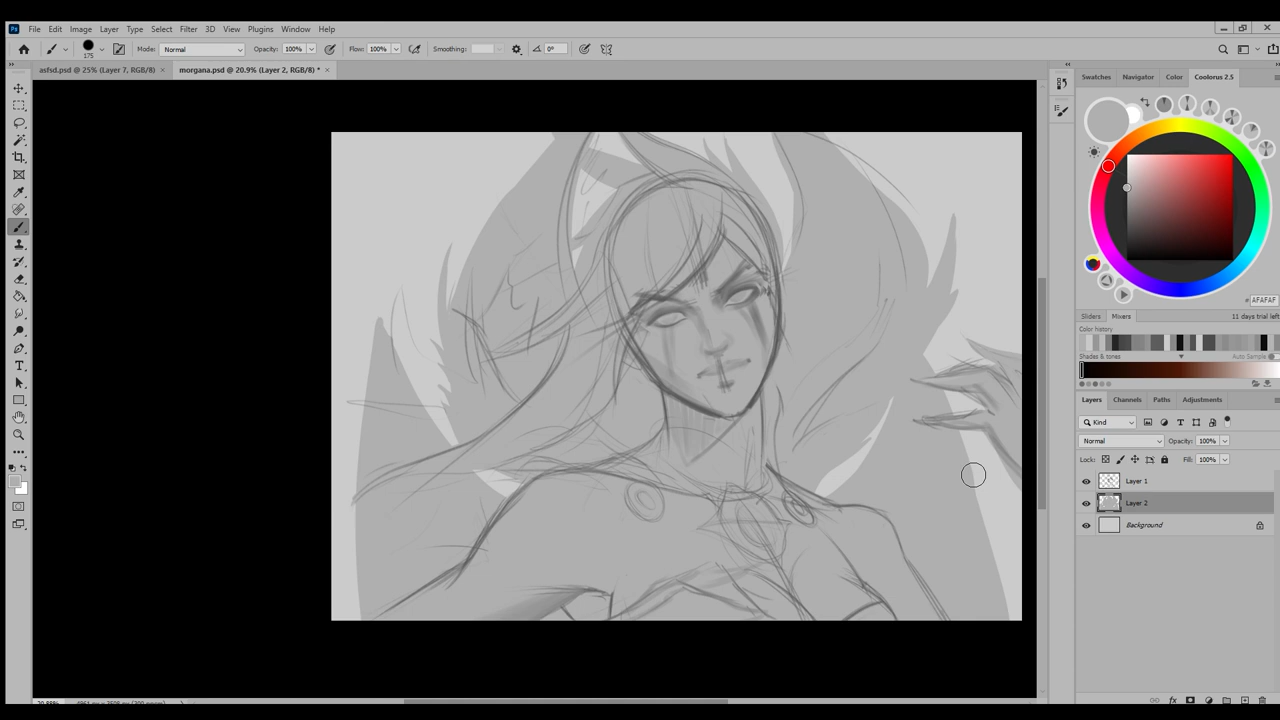 Ps File Edit Image Layer Type Select Filter 3D View Plugins Window Help
175 Mode: Normal Opacity: 100% Flow: 100% Smoothing: 0°
asfsd.psd @ 25% (Layer 7, RGB/8) × morgana.psd @ 20.9% (Layer 2, RGB/8) * ×
Swatches Navigator Color Coolorus 2.5
# AFAFAF
Sliders Mixers 11 days trial left
Color history
Shades & tones Auto Sample
Layers Channels Paths Adjustments
Kind
Normal Opacity: 100%
Lock: Fill: 100%
Layer 1
Layer 2
Background
fx